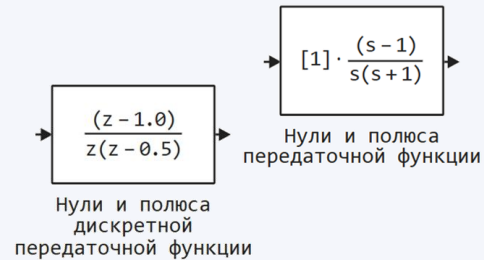 (z – 1.0)
z(z – 0.5)
Нули и полюса
дискретной
передаточной функции
[1] · (s – 1)
s(s + 1)
Нули и полюса
передаточной функции